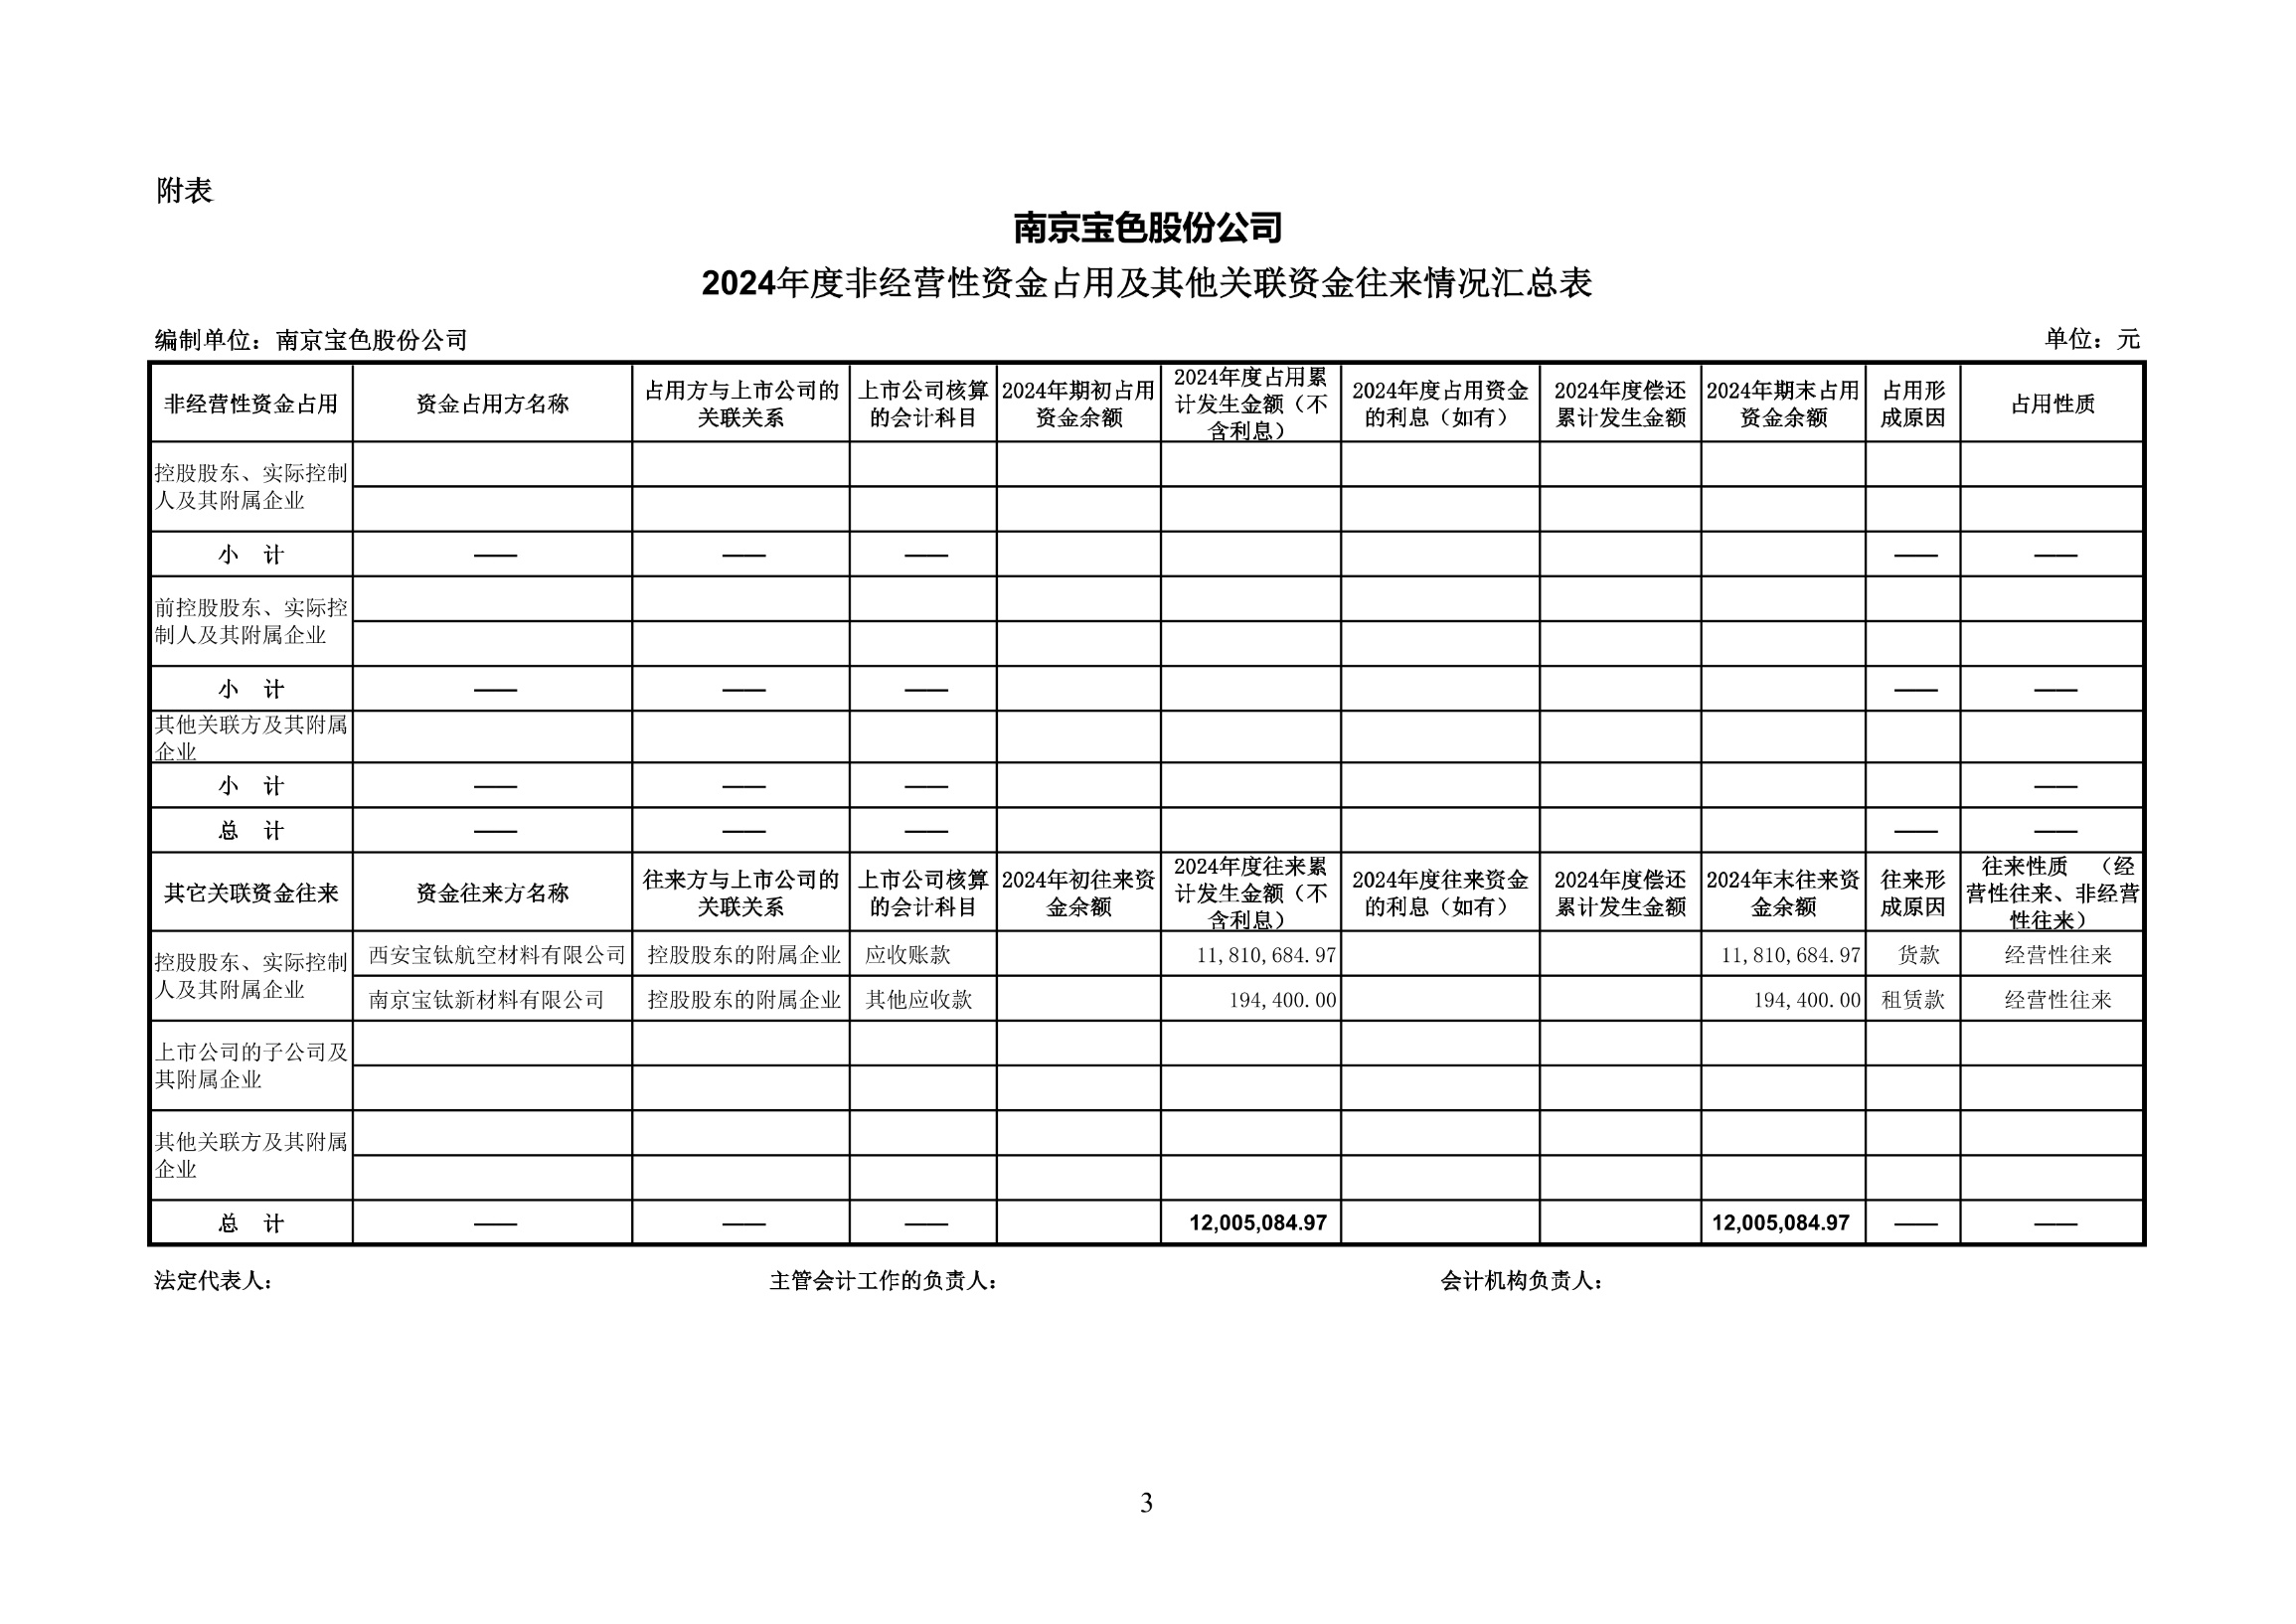 附表
南京宝色股份公司
2024年度非经营性资金占用及其他关联资金往来情况汇总表
编制单位：南京宝色股份公司 单位：元
非经营性资金占用 资金占用方名称 占用方与上市公司的关联关系 上市公司核算的会计科目 2024年期初占用资金余额 2024年度占用累计发生金额（不含利息） 2024年度占用资金的利息（如有） 2024年度偿还累计发生金额 2024年期末占用资金余额 占用形成原因 占用性质
控股股东、实际控制人及其附属企业
小 计 —— —— —— —— ——
前控股股东、实际控制人及其附属企业
小 计 —— —— —— —— ——
其他关联方及其附属企业
小 计 —— —— —— ——
总 计 —— —— —— —— ——
其它关联资金往来 资金往来方名称 往来方与上市公司的关联关系 上市公司核算的会计科目 2024年初往来资金余额 2024年度往来累计发生金额（不含利息） 2024年度往来资金的利息（如有） 2024年度偿还累计发生金额 2024年末往来资金余额 往来形成原因 往来性质 （经营性往来、非经营性往来）
控股股东、实际控制人及其附属企业 西安宝钛航空材料有限公司 控股股东的附属企业 应收账款 11,810,684.97 11,810,684.97 货款 经营性往来
南京宝钛新材料有限公司 控股股东的附属企业 其他应收款 194,400.00 194,400.00 租赁款 经营性往来
上市公司的子公司及其附属企业
其他关联方及其附属企业
总 计 —— —— —— 12,005,084.97 12,005,084.97 —— ——
法定代表人： 主管会计工作的负责人： 会计机构负责人：
3